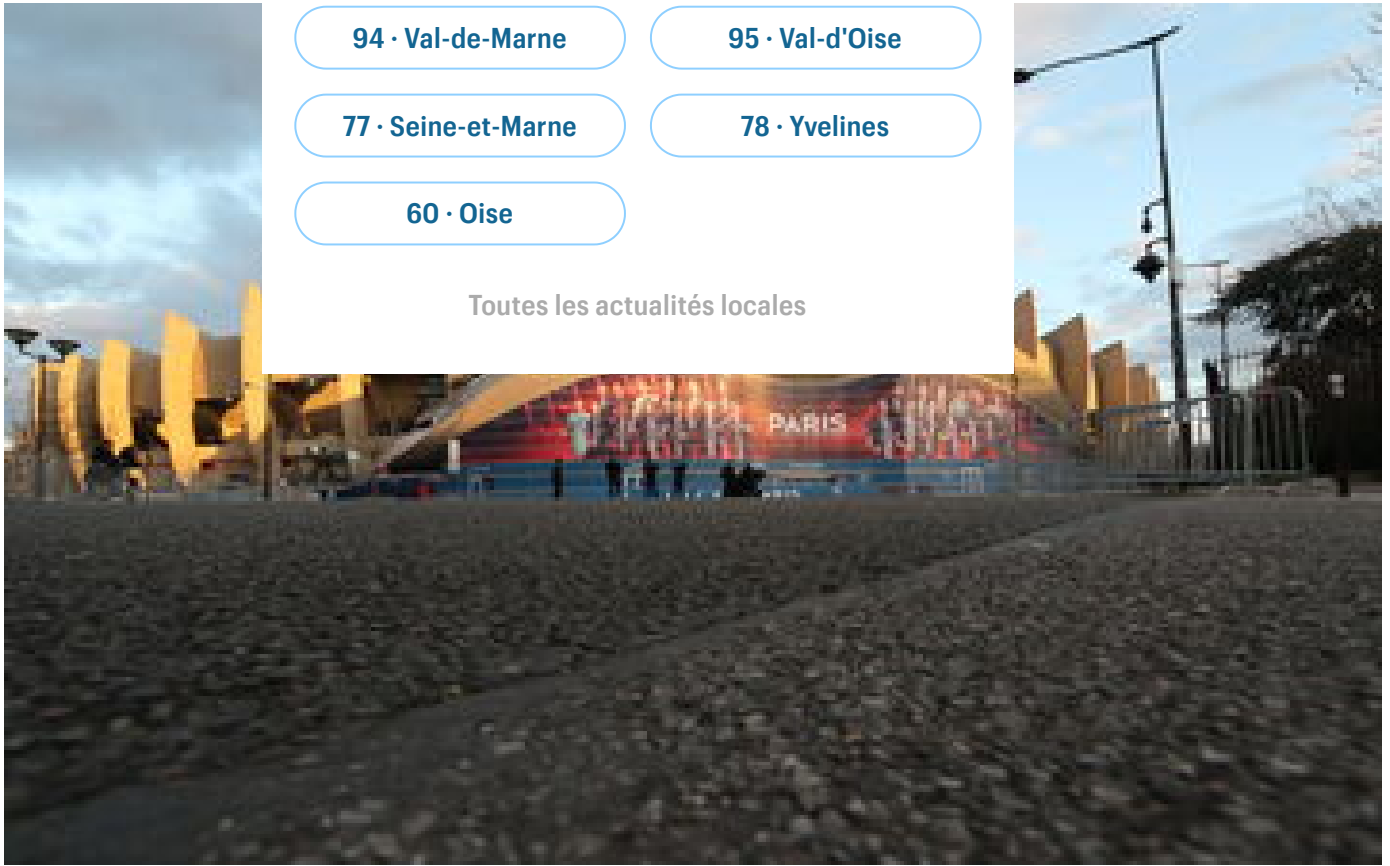 94 · Val-de-Marne
95 · Val-d'Oise
77 · Seine-et-Marne
78 · Yvelines
60 · Oise
Toutes les actualités locales
PARIS